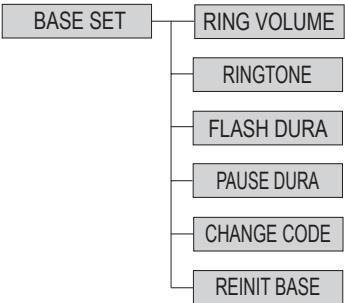 BASE SET
RING VOLUME
RINGTONE
FLASH DURA
PAUSE DURA
CHANGE CODE
REINIT BASE